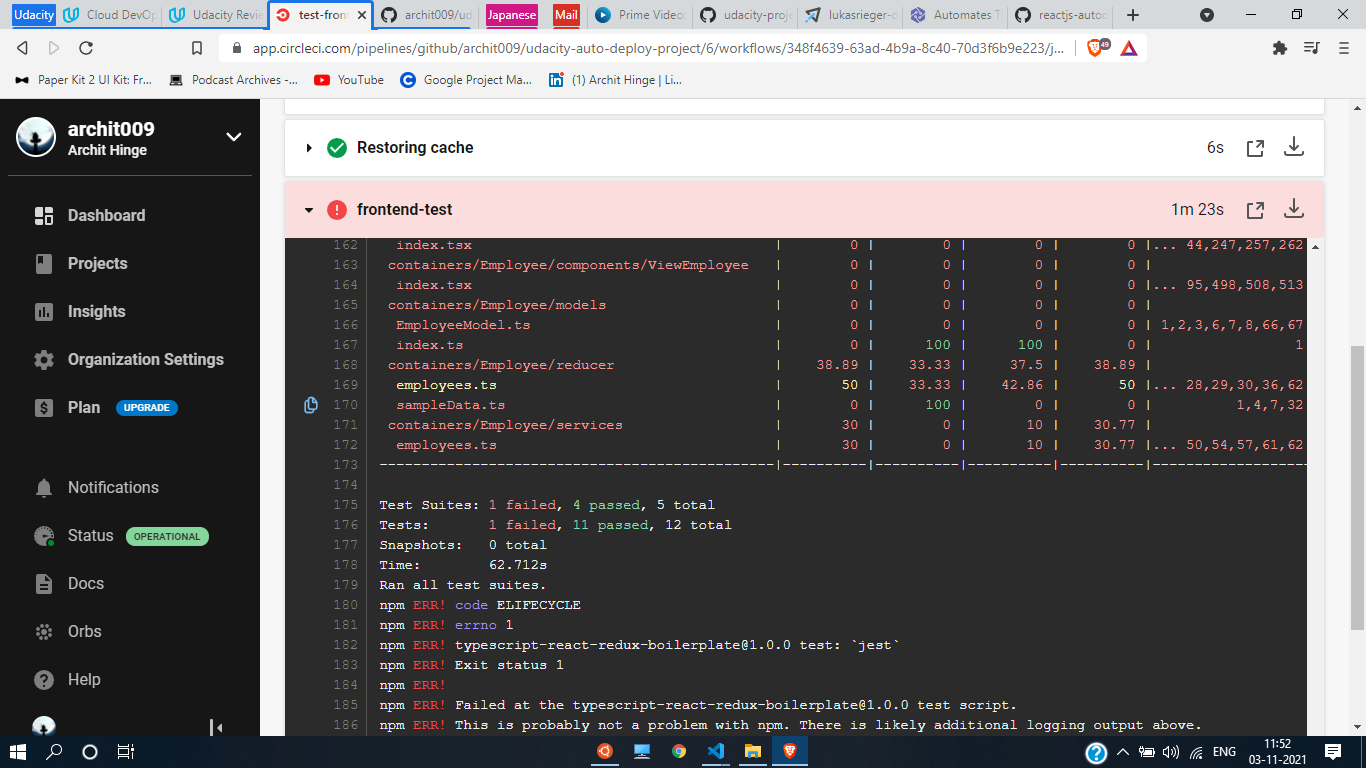 Udacity
Cloud DevOp
Udacity Revie
test-front
archit009/ud
Japanese
Mail
Prime Video:
udacity-proje
lukasrieger-o
Automates T
reactjs-autod
app.circleci.com/pipelines/github/archit009/udacity-auto-deploy-project/6/workflows/348f4639-63ad-4b9a-8c40-70d3f6b9e223/j...
49
Paper Kit 2 UI Kit: Fr...
Podcast Archives -...
YouTube
Google Project Ma...
(1) Archit Hinge | Li...
archit009
Archit Hinge
Dashboard
Projects
Insights
Organization Settings
Plan UPGRADE
Notifications
Status OPERATIONAL
Docs
Orbs
Help
Restoring cache 6s
frontend-test 1m 23s
162 index.tsx | 0 | 0 | 0 | 0 |... 44,247,257,262
163 containers/Employee/components/ViewEmployee | 0 | 0 | 0 | 0 |
164 index.tsx | 0 | 0 | 0 | 0 |... 95,498,508,513
165 containers/Employee/models | 0 | 0 | 0 | 0 |
166 EmployeeModel.ts | 0 | 0 | 0 | 0 | 1,2,3,6,7,8,66,67
167 index.ts | 0 | 100 | 100 | 0 | 1
168 containers/Employee/reducer | 38.89 | 33.33 | 37.5 | 38.89 |
169 employees.ts | 50 | 33.33 | 42.86 | 50 |... 28,29,30,36,62
170 sampleData.ts | 0 | 100 | 0 | 0 | 1,4,7,32
171 containers/Employee/services | 30 | 0 | 10 | 30.77 |
172 employees.ts | 30 | 0 | 10 | 30.77 |... 50,54,57,61,62
173 -----------------------------------------------|----------|----------|----------|----------|-------------------
174
175 Test Suites: 1 failed, 4 passed, 5 total
176 Tests: 1 failed, 11 passed, 12 total
177 Snapshots: 0 total
178 Time: 62.712s
179 Ran all test suites.
180 npm ERR! code ELIFECYCLE
181 npm ERR! errno 1
182 npm ERR! typescript-react-redux-boilerplate@1.0.0 test: `jest`
183 npm ERR! Exit status 1
184 npm ERR!
185 npm ERR! Failed at the typescript-react-redux-boilerplate@1.0.0 test script.
186 npm ERR! This is probably not a problem with npm. There is likely additional logging output above.
ENG
11:52
03-11-2021